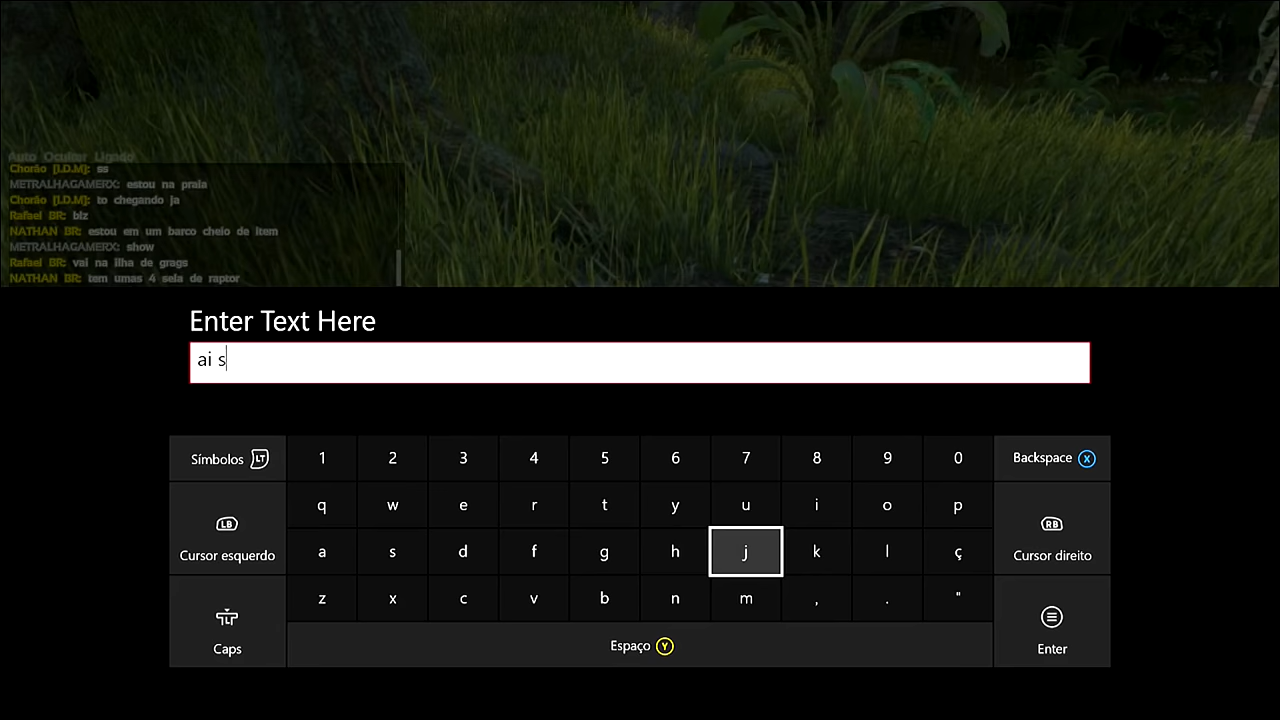 Auto Ocultar Ligado
Chorão [I.D.M]: ss
METRALHAGAMERX: estou na praia
Chorão [I.D.M]: to chegando ja
Rafael BR: blz
NATHAN BR: estou em um barco cheio de item
METRALHAGAMERX: show
Rafael BR: vai na ilha de grags
NATHAN BR: tem umas 4 sela de raptor
Enter Text Here
ai s
Símbolos LT 1 2 3 4 5 6 7 8 9 0 Backspace X
q w e r t y u i o p
LB RB
Cursor esquerdo a s d f g h j k l ç Cursor direito
z x c v b n m , . "
Caps Espaço Y Enter